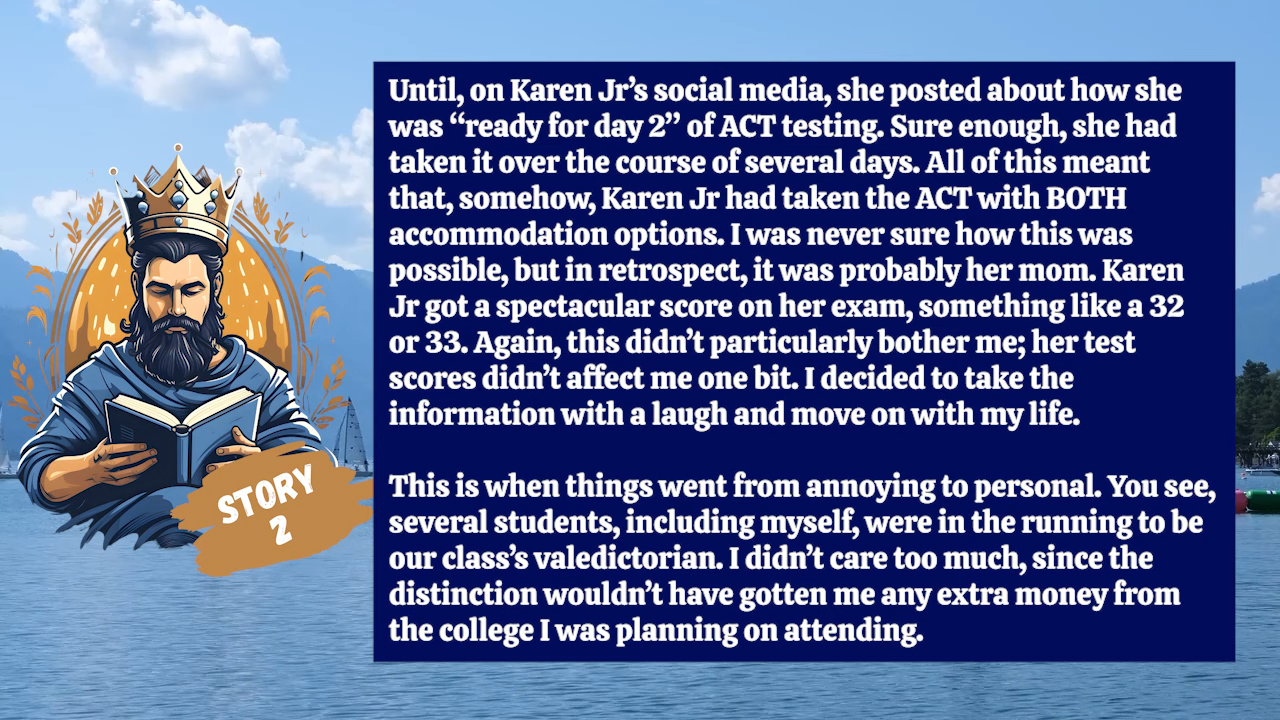 Until, on Karen Jr’s social media, she posted about how she
was “ready for day 2” of ACT testing. Sure enough, she had
taken it over the course of several days. All of this meant
that, somehow, Karen Jr had taken the ACT with BOTH
accommodation options. I was never sure how this was
possible, but in retrospect, it was probably her mom. Karen
Jr got a spectacular score on her exam, something like a 32
or 33. Again, this didn’t particularly bother me; her test
scores didn’t affect me one bit. I decided to take the
information with a laugh and move on with my life.
This is when things went from annoying to personal. You see,
several students, including myself, were in the running to be
our class’s valedictorian. I didn’t care too much, since the
distinction wouldn’t have gotten me any extra money from
the college I was planning on attending.
STORY
2